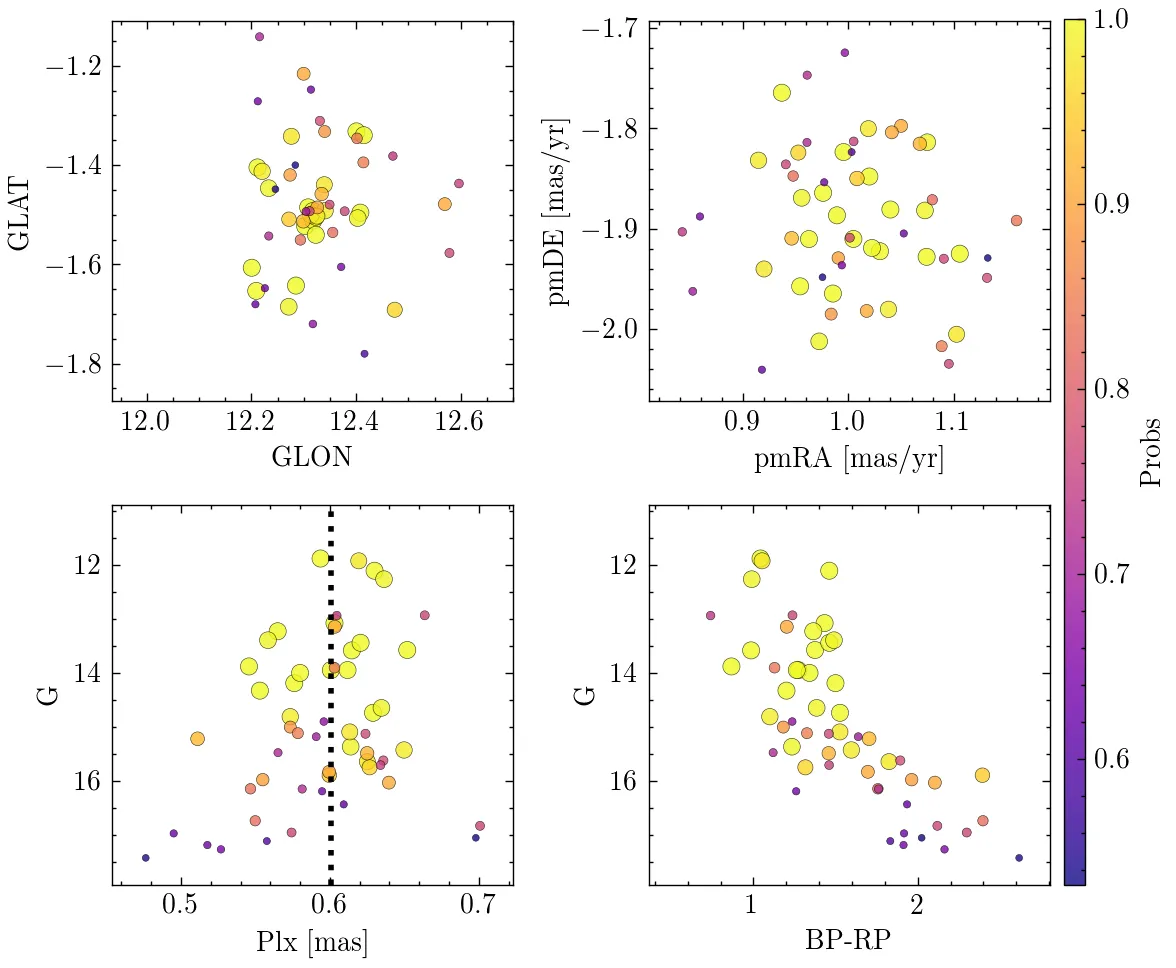 −1.2
−1.4
−1.6
−1.8
GLAT
12.0 12.2 12.4 12.6
GLON
−1.7
−1.8
−1.9
−2.0
pmDE [mas/yr]
0.9 1.0 1.1
pmRA [mas/yr]
12
14
16
G
0.5 0.6 0.7
Plx [mas]
12
14
16
G
1 2
BP-RP
1.0
0.9
0.8
0.7
0.6
Probs